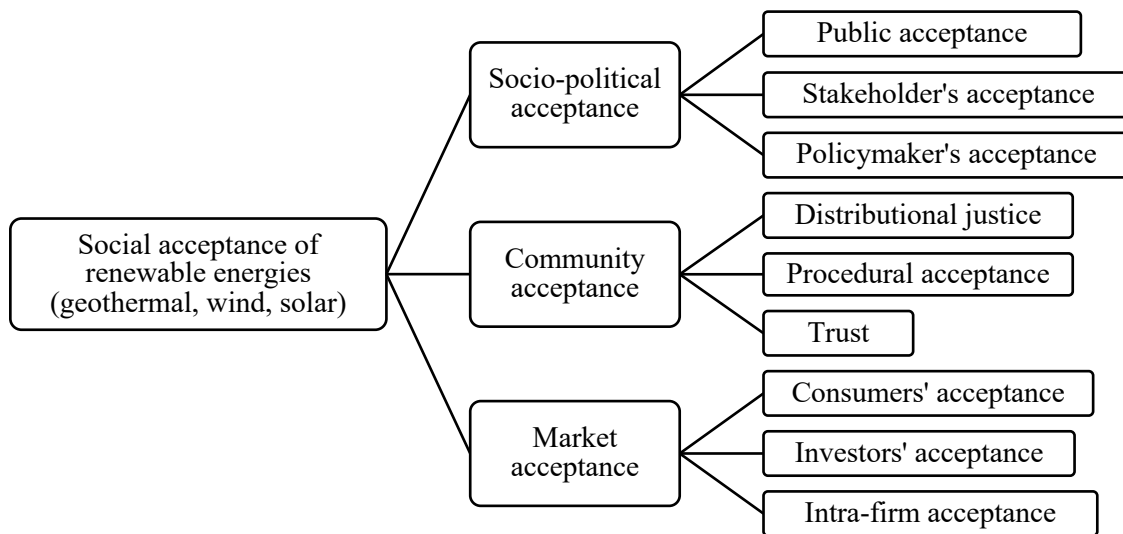 Social acceptance of
renewable energies
(geothermal, wind, solar)
Socio-political
acceptance
Public acceptance
Stakeholder's acceptance
Policymaker's acceptance
Community
acceptance
Distributional justice
Procedural acceptance
Trust
Market
acceptance
Consumers' acceptance
Investors' acceptance
Intra-firm acceptance